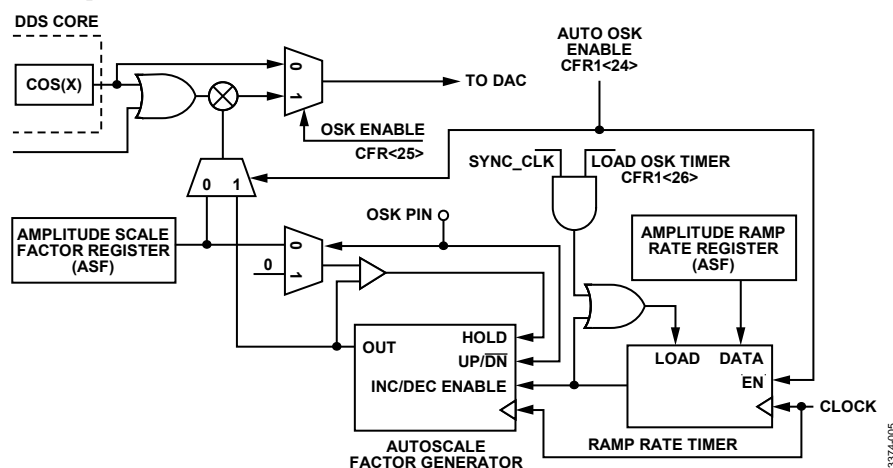 DDS CORE
COS(X)
0
1
TO DAC
OSK ENABLE
CFR<25>
AUTO OSK
ENABLE
CFR1<24>
0 1
SYNC_CLK
LOAD OSK TIMER
CFR1<26>
AMPLITUDE SCALE
FACTOR REGISTER
(ASF)
OSK PIN
0
1
0
AMPLITUDE RAMP
RATE REGISTER
(ASF)
OUT
HOLD
UP/DN
INC/DEC ENABLE
LOAD DATA
EN
CLOCK
AUTOSCALE
FACTOR GENERATOR
RAMP RATE TIMER
3374-005